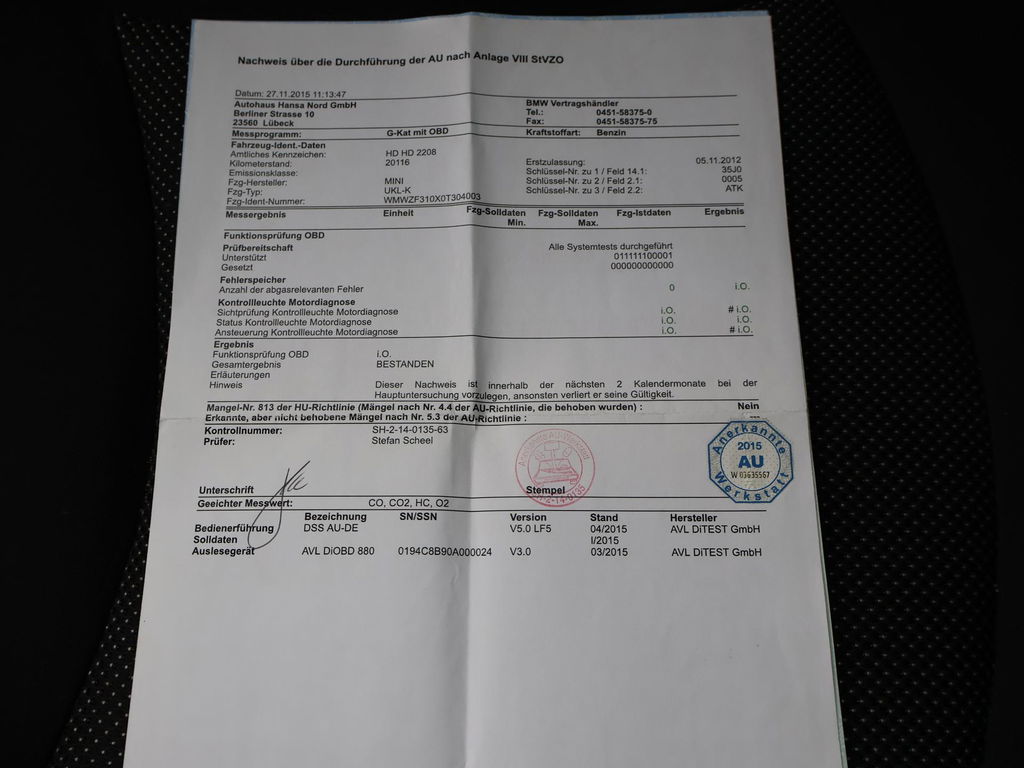 Nachweis über die Durchführung der AU nach Anlage VIII StVZO
Datum: 27.11.2015 11:13:47
Autohaus Hansa Nord GmbH BMW Vertragshändler
Berliner Strasse 10 Tel.: 0451-58375-0
23560 Lübeck Fax: 0451-58375-75
Messprogramm: G-Kat mit OBD Kraftstoffart: Benzin
Fahrzeug-Ident.-Daten
Amtliches Kennzeichen: HD HD 2208
Kilometerstand: 20116 Erstzulassung: 05.11.2012
Emissionsklasse: Schlüssel-Nr. zu 1 / Feld 14.1: 35J0
Fzg-Hersteller: MINI Schlüssel-Nr. zu 2 / Feld 2.1: 0005
Fzg-Typ: UKL-K Schlüssel-Nr. zu 3 / Feld 2.2: ATK
Fzg-Ident-Nummer: WMWZF310X0T304003
Messergebnis Einheit Fzg-Solldaten Fzg-Solldaten Fzg-Istdaten Ergebnis
Min. Max.
Funktionsprüfung OBD
Prüfbereitschaft Alle Systemtests durchgeführt
Unterstützt 011111100001
Gesetzt 000000000000
Fehlerspeicher
Anzahl der abgasrelevanten Fehler 0 i.O.
Kontrollleuchte Motordiagnose
Sichtprüfung Kontrollleuchte Motordiagnose i.O. # i.O.
Status Kontrollleuchte Motordiagnose i.O. i.O.
Ansteuerung Kontrollleuchte Motordiagnose i.O. # i.O.
Ergebnis
Funktionsprüfung OBD i.O.
Gesamtergebnis BESTANDEN
Erläuterungen
Hinweis Dieser Nachweis ist innerhalb der nächsten 2 Kalendermonate bei der
Hauptuntersuchung vorzulegen, ansonsten verliert er seine Gültigkeit.
Mangel-Nr. 813 der HU-Richtlinie (Mängel nach Nr. 4.4 der AU-Richtlinie, die behoben wurden) : Nein
Erkannte, aber nicht behobene Mängel nach Nr. 5.3 der AU-Richtlinie : ---
Kontrollnummer: SH-2-14-0135-63
Prüfer: Stefan Scheel
Anerkannte
2015
AU
W 03635567
Werkstatt
Unterschrift Stempel
Geeichter Messwert: CO, CO2, HC, O2
Bezeichnung SN/SSN Version Stand Hersteller
Bedienerführung DSS AU-DE V5.0 LF5 04/2015 AVL DiTEST GmbH
Solldaten I/2015
Auslesegerät AVL DiOBD 880 0194C8B90A000024 V3.0 03/2015 AVL DiTEST GmbH